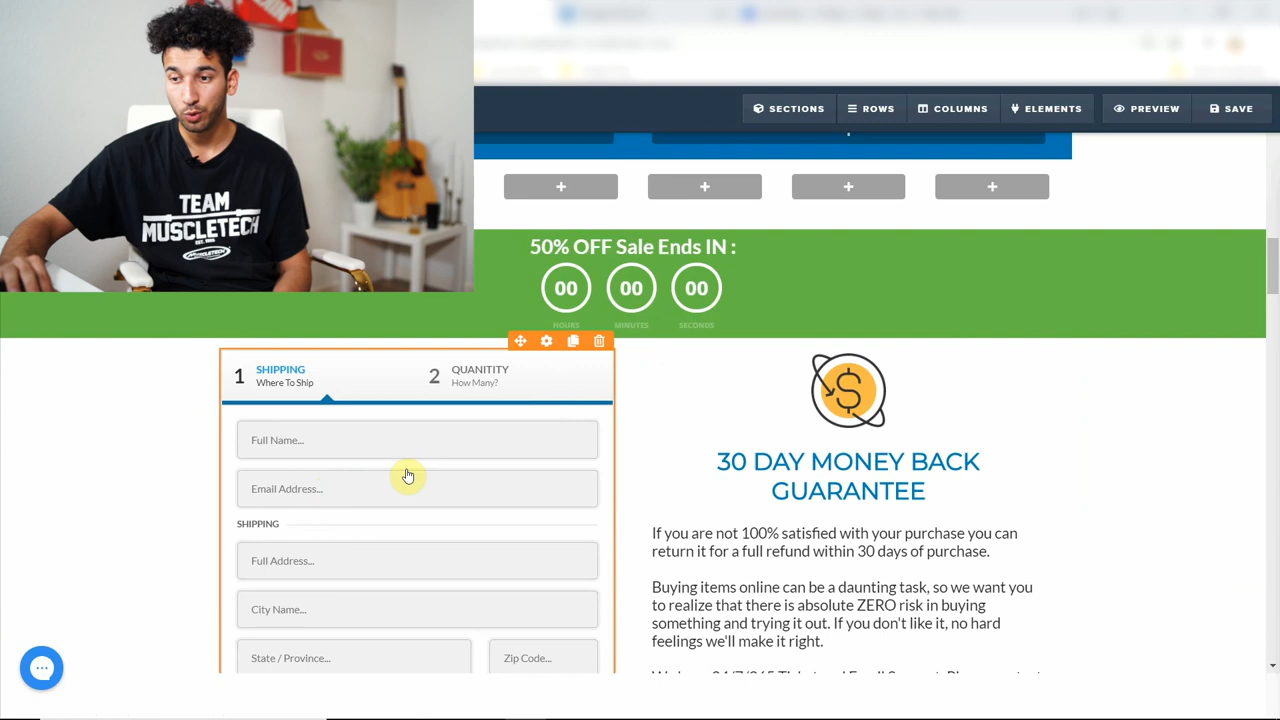 TEAM
MUSCLETECH
EST. 1995
MUSCLETECH
SECTIONS
ROWS
COLUMNS
ELEMENTS
PREVIEW
SAVE
50% OFF Sale Ends IN :
00
00
00
HOURS
MINUTES
SECONDS
1
SHIPPING
Where To Ship
2
QUANITITY
How Many?
Full Name...
Email Address...
SHIPPING
Full Address...
City Name...
State / Province...
Zip Code...
30 DAY MONEY BACK
GUARANTEE
If you are not 100% satisfied with your purchase you can
return it for a full refund within 30 days of purchase.
Buying items online can be a daunting task, so we want you
to realize that there is absolute ZERO risk in buying
something and trying it out. If you don't like it, no hard
feelings we'll make it right.